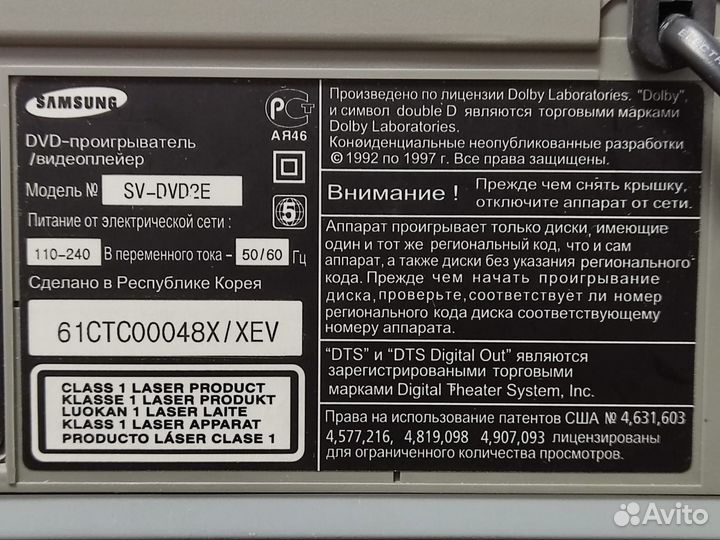 SAMSUNG
DVD-проигрыватель
/видеоплейер
Модель № SV-DVD2E
Питание от электрической сети :
110-240 В переменного тока - 50/60 Гц
Сделано в Республике Корея
61CTC00048X/XEV
CLASS 1 LASER PRODUCT
KLASSE 1 LASER PRODUKT
LUOKAN 1 LASER LAITE
KLASS 1 LASER APPARAT
PRODUCTO LÁSER CLASE 1
РСТ
АЯ46
5
Произведено по лицензии Dolby Laboratories. "Dolby",
и символ double D являются торговыми марками
Dolby Laboratories.
Конфиденциальные неопубликованные разработки
© 1992 по 1997 г. Все права защищены.
Внимание ! Прежде чем снять крышку,
отключите аппарат от сети.
Аппарат проигрывает только диски, имеющие
один и тот же региональный код, что и сам
аппарат, а также диски без указания регионального
кода. Прежде чем начать проигрывание
диска, проверьте, соответствует ли номер
регионального кода диска соответствующему
номеру аппарата.
"DTS" и "DTS Digital Out" являются
зарегистрироваными торговыми
марками Digital Theater System, Inc.
Права на использование патентов США № 4,631,603
4,577,216, 4,819,098 4,907,093 лицензированы
для ограниченного количества просмотров.
Avito